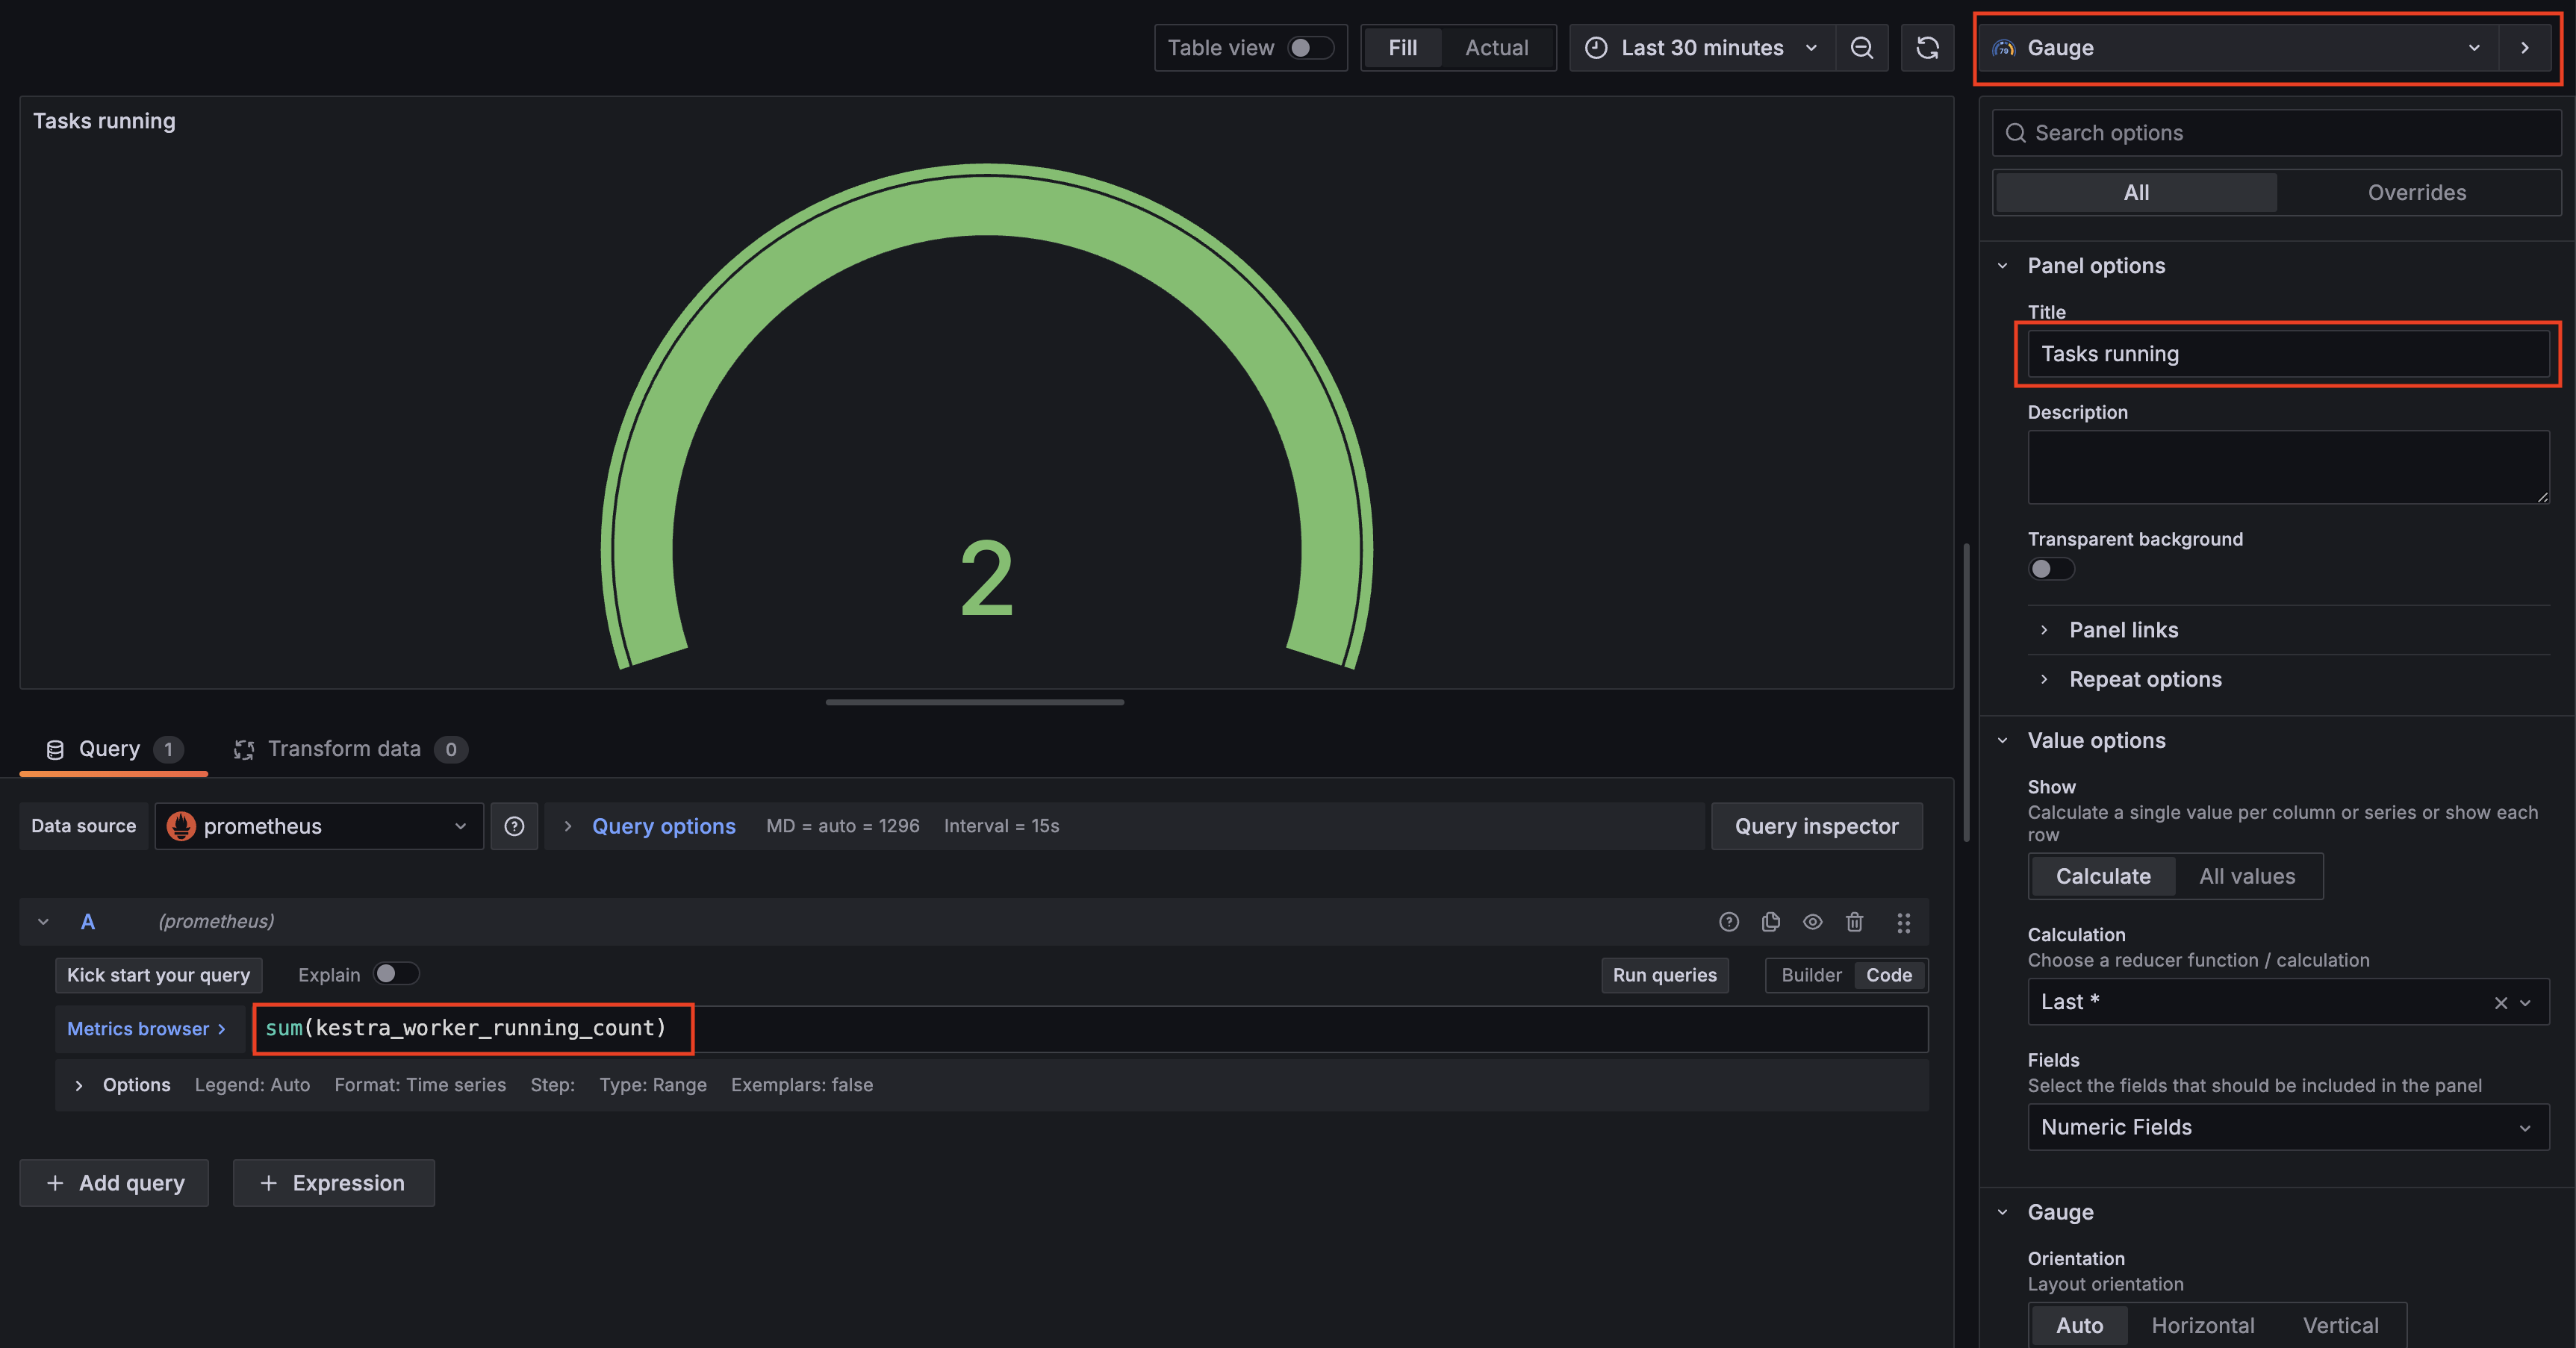 Table view
Fill Actual
Last 30 minutes
Gauge
Tasks running
2
Search options
All Overrides
Panel options
Title
Tasks running
Description
Transparent background
Panel links
Repeat options
Value options
Show
Calculate a single value per column or series or show each
row
Calculate All values
Calculation
Choose a reducer function / calculation
Last *
Fields
Select the fields that should be included in the panel
Numeric Fields
Gauge
Orientation
Layout orientation
Auto Horizontal Vertical
Query 1 Transform data 0
Data source prometheus Query options MD = auto = 1296 Interval = 15s Query inspector
A (prometheus)
Kick start your query Explain Run queries Builder Code
Metrics browser > sum(kestra_worker_running_count)
Options Legend: Auto Format: Time series Step: Type: Range Exemplars: false
+ Add query + Expression